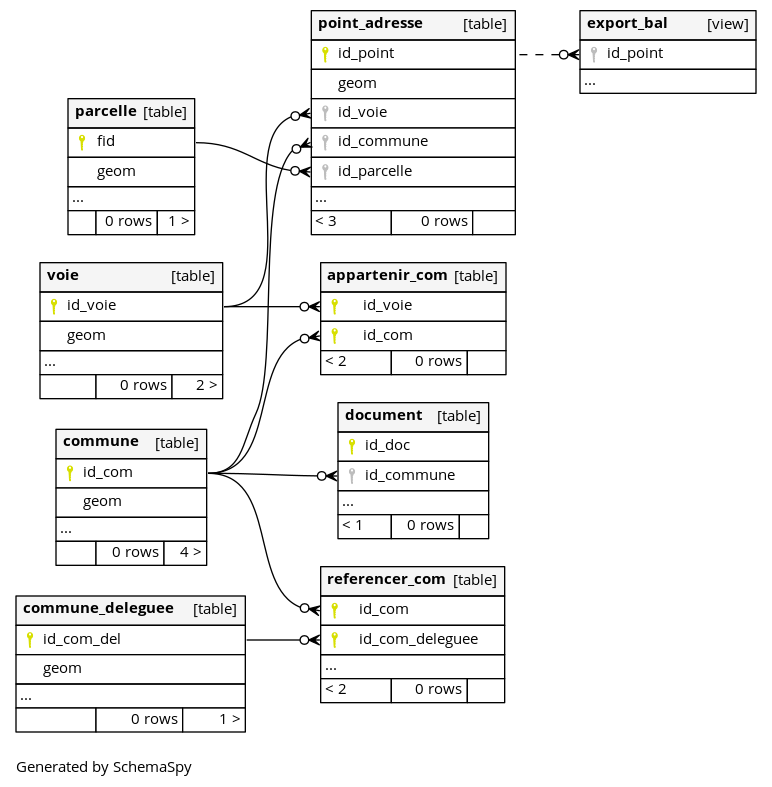 point_adresse [table]
id_point
geom
id_voie
id_commune
id_parcelle
...
< 3 0 rows
export_bal [view]
id_point
...
parcelle [table]
fid
geom
...
0 rows 1 >
voie [table]
id_voie
geom
...
0 rows 2 >
appartenir_com [table]
id_voie
id_com
< 2 0 rows
document [table]
id_doc
id_commune
...
< 1 0 rows
commune [table]
id_com
geom
...
0 rows 4 >
referencer_com [table]
id_com
id_com_deleguee
...
< 2 0 rows
commune_deleguee [table]
id_com_del
geom
...
0 rows 1 >
Generated by SchemaSpy